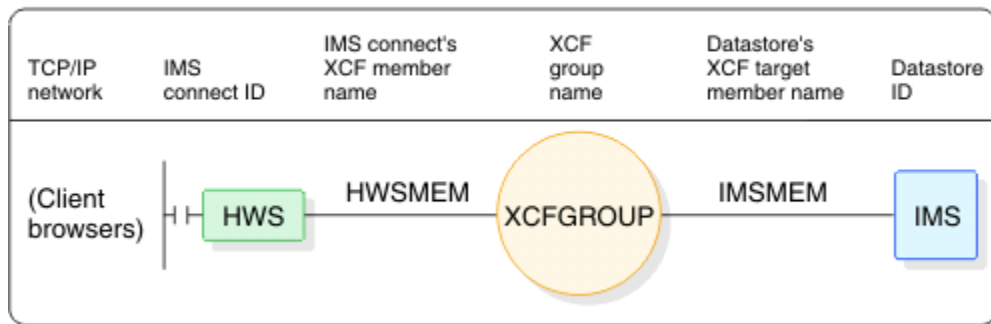 TCP/IP
network
IMS
connect ID
IMS connect's
XCF member
name
XCF
group
name
Datastore's
XCF target
member name
Datastore
ID
(Client
browsers)
HWS
HWSMEM
XCFGROUP
IMSMEM
IMS